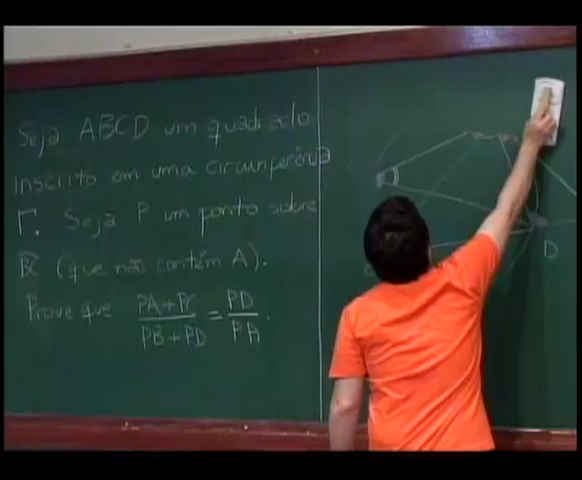 Seja ABCD um quadrado
inscrito em uma circunferência
Γ. Seja P um ponto sobre
BC (que não contém A).
Prove que PA+PC / PB+PD = PD / PA.
D